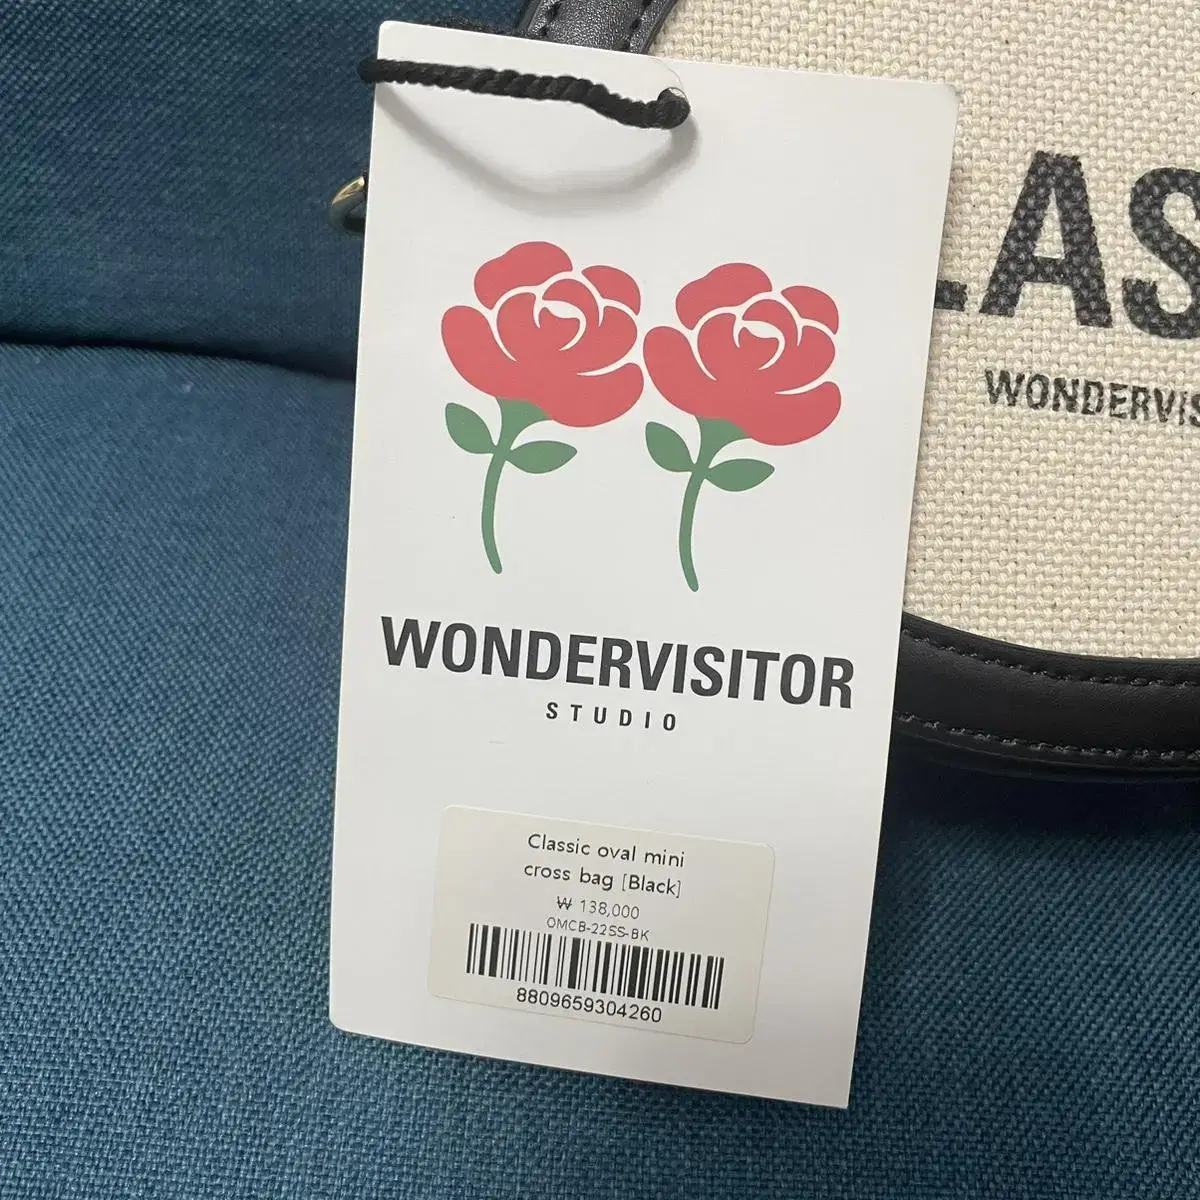 WONDERVISITOR
STUDIO
Classic oval mini
cross bag [Black]
₩ 138,000
OMCB-22SS-BK
8809659304260
LAS
WONDERVIS